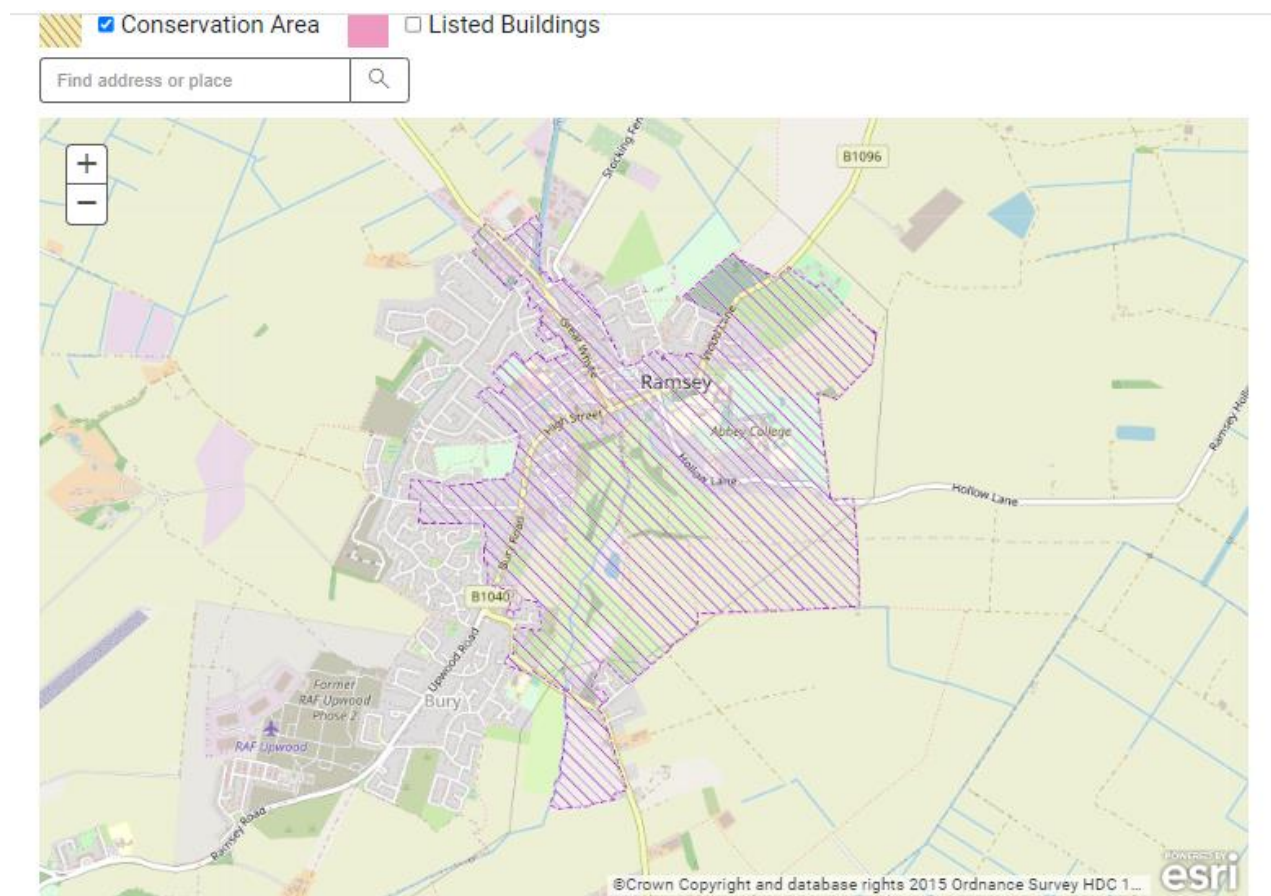 Conservation Area
Listed Buildings
Find address or place
+
−
Stocking Fen
B1096
Great Whyte
Wood Lane
Ramsey
High Street
Abbey College
Hollow Lane
Hollow Lane
Ramsey Hollo
Bury Road
B1040
Upwood Road
Former
RAF Upwood
Phase 2
Bury
RAF Upwood
Ramsey Road
POWERED BY
esri
©Crown Copyright and database rights 2015 Ordnance Survey HDC 1...